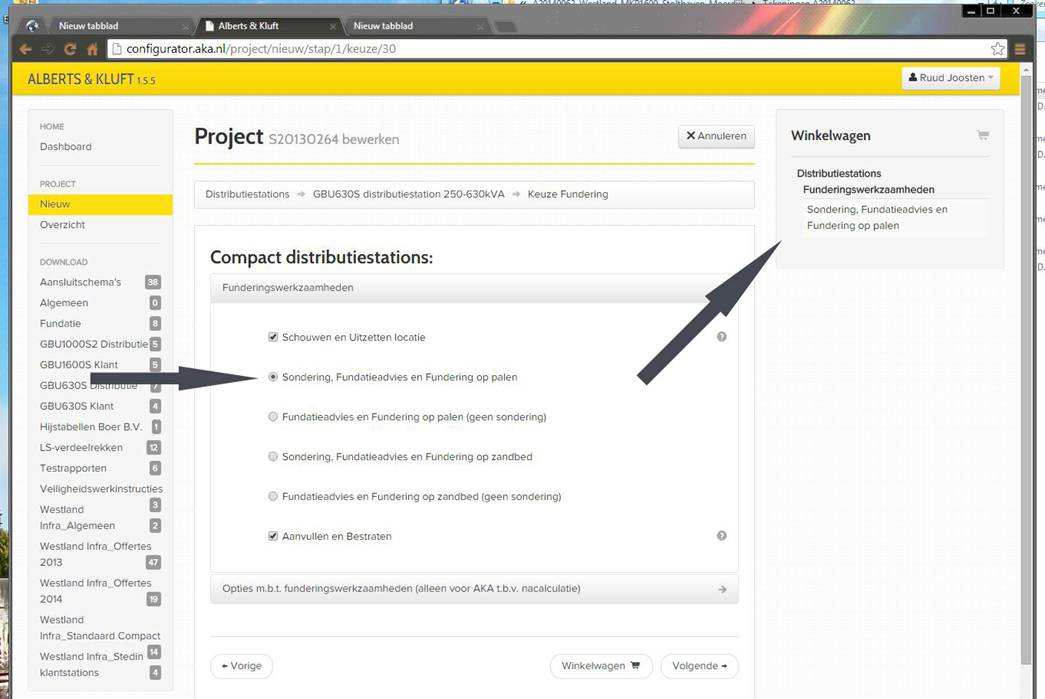 Nieuw tabblad
Alberts & Kluft
Nieuw tabblad
configurator.aka.nl/project/nieuw/stap/1/keuze/30
ALBERTS & KLUFT 1.5.5
Ruud Joosten
HOME
Dashboard
PROJECT
Nieuw
Overzicht
DOWNLOAD
Aansluitschema's 38
Algemeen 0
Fundatie 8
GBU1000S2 Distributie 5
GBU1600S Klant 5
GBU630S Distributie 7
GBU630S Klant 4
Hijstabellen Boer B.V. 1
LS-verdeelrekken 12
Testrapporten 6
Veiligheidswerkinstructies
3
Westland
Infra_Algemeen 2
Westland Infra_Offertes
2013 47
Westland Infra_Offertes
2014 19
Westland
Infra_Standaard Compact
14
Westland Infra_Stedin
klantstations 4
Project S20130264 bewerken
Annuleren
Distributiestations
GBU630S distributiestation 250-630kVA
Keuze Fundering
Compact distributiestations:
Funderingswerkzaamheden
Schouwen en Uitzetten locatie
Sondering, Fundatieadvies en Fundering op palen
Fundatieadvies en Fundering op palen (geen sondering)
Sondering, Fundatieadvies en Fundering op zandbed
Fundatieadvies en Fundering op zandbed (geen sondering)
Aanvullen en Bestraten
Opties m.b.t. funderingswerkzaamheden (alleen voor AKA t.b.v. nacalculatie)
Vorige
Winkelwagen
Volgende
Winkelwagen
Distributiestations
Funderingswerkzaamheden
Sondering, Fundatieadvies en
Fundering op palen